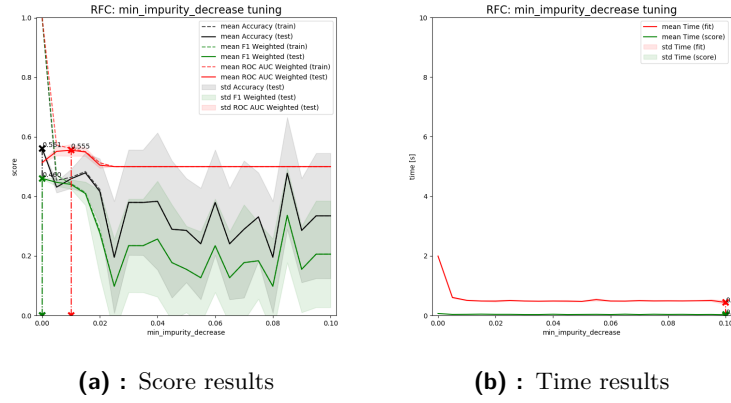 RFC: min_impurity_decrease tuning
1.0
0.8
0.6
0.4
0.2
0.0
score
mean Accuracy (train)
mean Accuracy (test)
mean F1 Weighted (train)
mean F1 Weighted (test)
mean ROC AUC Weighted (train)
mean ROC AUC Weighted (test)
std Accuracy (test)
std F1 Weighted (test)
std ROC AUC Weighted (test)
0.555
0.00 0.02 0.04 0.06 0.08 0.10
min_impurity_decrease
RFC: min_impurity_decrease tuning
10
8
6
4
2
0
time [s]
mean Time (fit)
mean Time (score)
std Time (fit)
std Time (score)
0.00 0.02 0.04 0.06 0.08 0.10
min_impurity_decrease
(a) : Score results
(b) : Time results